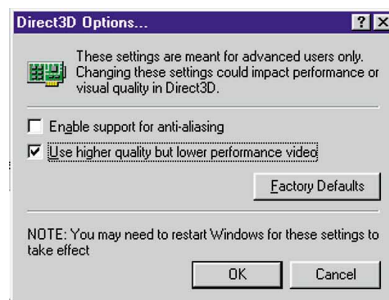 Direct3D Options...
These settings are meant for advanced users only.
Changing these settings could impact performance or
visual quality in Direct3D.
Enable support for anti-aliasing
Use higher quality but lower performance video
Factory Defaults
NOTE: You may need to restart Windows for these settings to
take effect
OK
Cancel